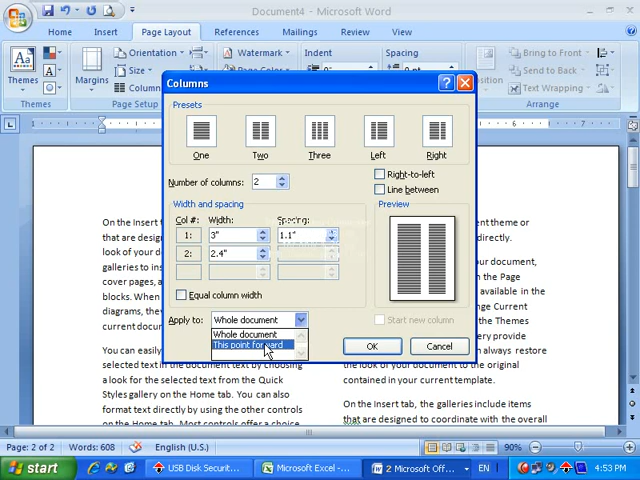 Document4 - Microsoft Word
Home Insert Page Layout References Mailings Review View
Themes
Margins
Orientation
Size
Columns
Watermark
Page Color
Indent
Spacing
0"
0 pt
Position
Bring to Front
Send to Back
Text Wrapping
Themes
Page Setup
Arrange
Columns
Presets
One Two Three Left Right
Number of columns: 2
Right-to-left
Line between
Width and spacing
Preview
Col #: Width: Spacing:
1: 3" 1.1"
2: 2.4"
Equal column width
Apply to: Whole document
Start new column
Whole document
This point forward
OK Cancel
On the Insert t
that are design
look of your do
galleries to ins
cover pages, a
blocks. When
diagrams, the
current docum
You can easily
text in the document text by choosing
a look for the selected text from the Quick
Styles gallery on the Home tab. You can also
format text directly by using the other controls
on the Home tab. Most controls offer a choice
ent theme or
directly.
our document,
on the Page
available in the
nge Current
the Themes
ery provide
always restore
the look of your document to the original
contained in your current template.
On the Insert tab, the galleries include items
that are designed to coordinate with the overall
Page: 2 of 2 Words: 608 English (U.S.) 90%
start
USB Disk Securit...
Microsoft Excel -...
2 Microsoft Off...
EN
4:53 PM